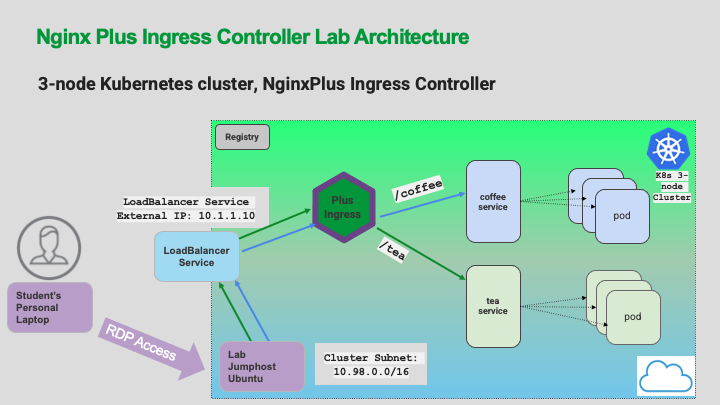 Nginx Plus Ingress Controller Lab Architecture
3-node Kubernetes cluster, NginxPlus Ingress Controller
Registry
K8s 3-
node
Cluster
LoadBalancer Service
External IP: 10.1.1.10
Plus
Ingress
/coffee
/tea
coffee
service
pod
LoadBalancer
Service
Student's
Personal
Laptop
tea
service
pod
RDP Access
Lab
Jumphost
Ubuntu
Cluster Subnet:
10.98.0.0/16